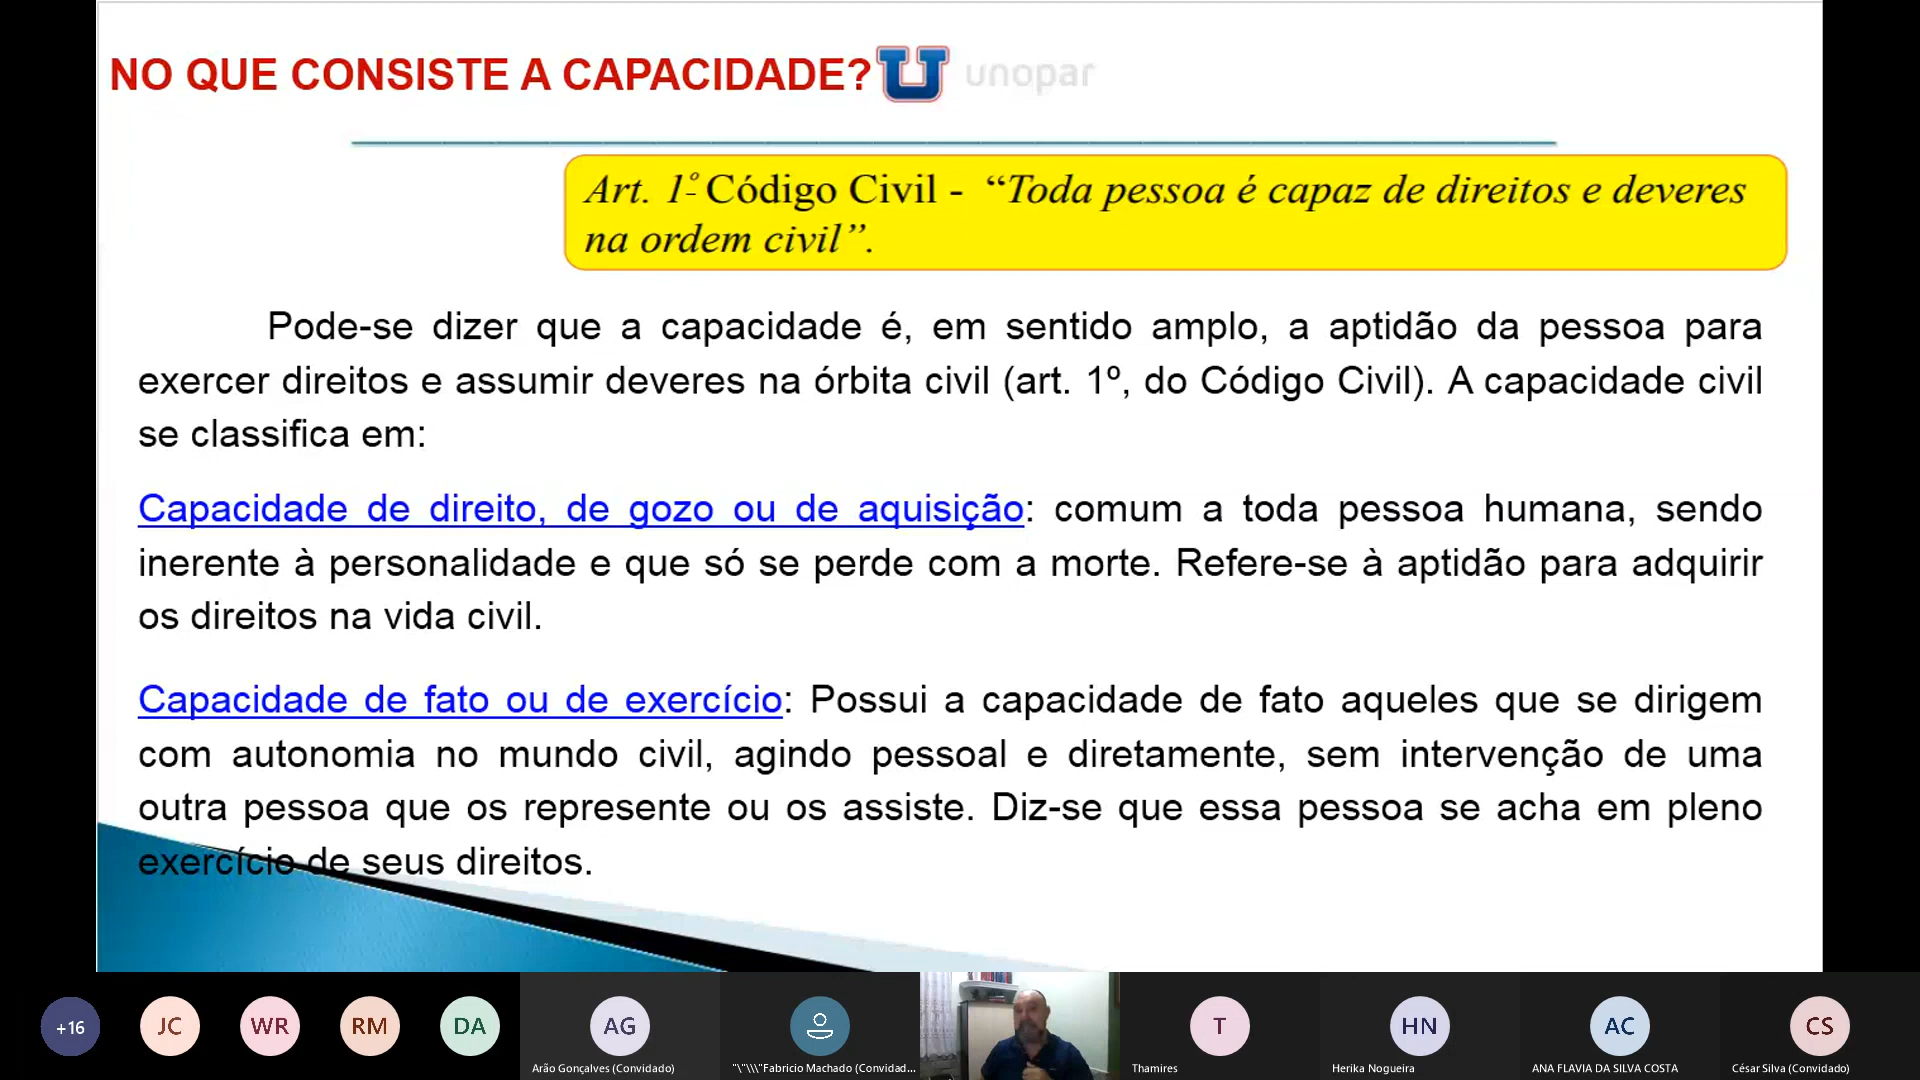 NO QUE CONSISTE A CAPACIDADE?
unopar
Art. 1º Código Civil - “Toda pessoa é capaz de direitos e deveres
na ordem civil”.
Pode-se dizer que a capacidade é, em sentido amplo, a aptidão da pessoa para
exercer direitos e assumir deveres na órbita civil (art. 1º, do Código Civil). A capacidade civil
se classifica em:
Capacidade de direito, de gozo ou de aquisição: comum a toda pessoa humana, sendo
inerente à personalidade e que só se perde com a morte. Refere-se à aptidão para adquirir
os direitos na vida civil.
Capacidade de fato ou de exercício: Possui a capacidade de fato aqueles que se dirigem
com autonomia no mundo civil, agindo pessoal e diretamente, sem intervenção de uma
outra pessoa que os represente ou os assiste. Diz-se que essa pessoa se acha em pleno
exercício de seus direitos.
+16
JC
WR
RM
DA
AG
T
HN
AC
CS
Arão Gonçalves (Convidado)
"\"\\\"Fabricio Machado (Convidad...
Thamires
Herika Nogueira
ANA FLAVIA DA SILVA COSTA
César Silva (Convidado)